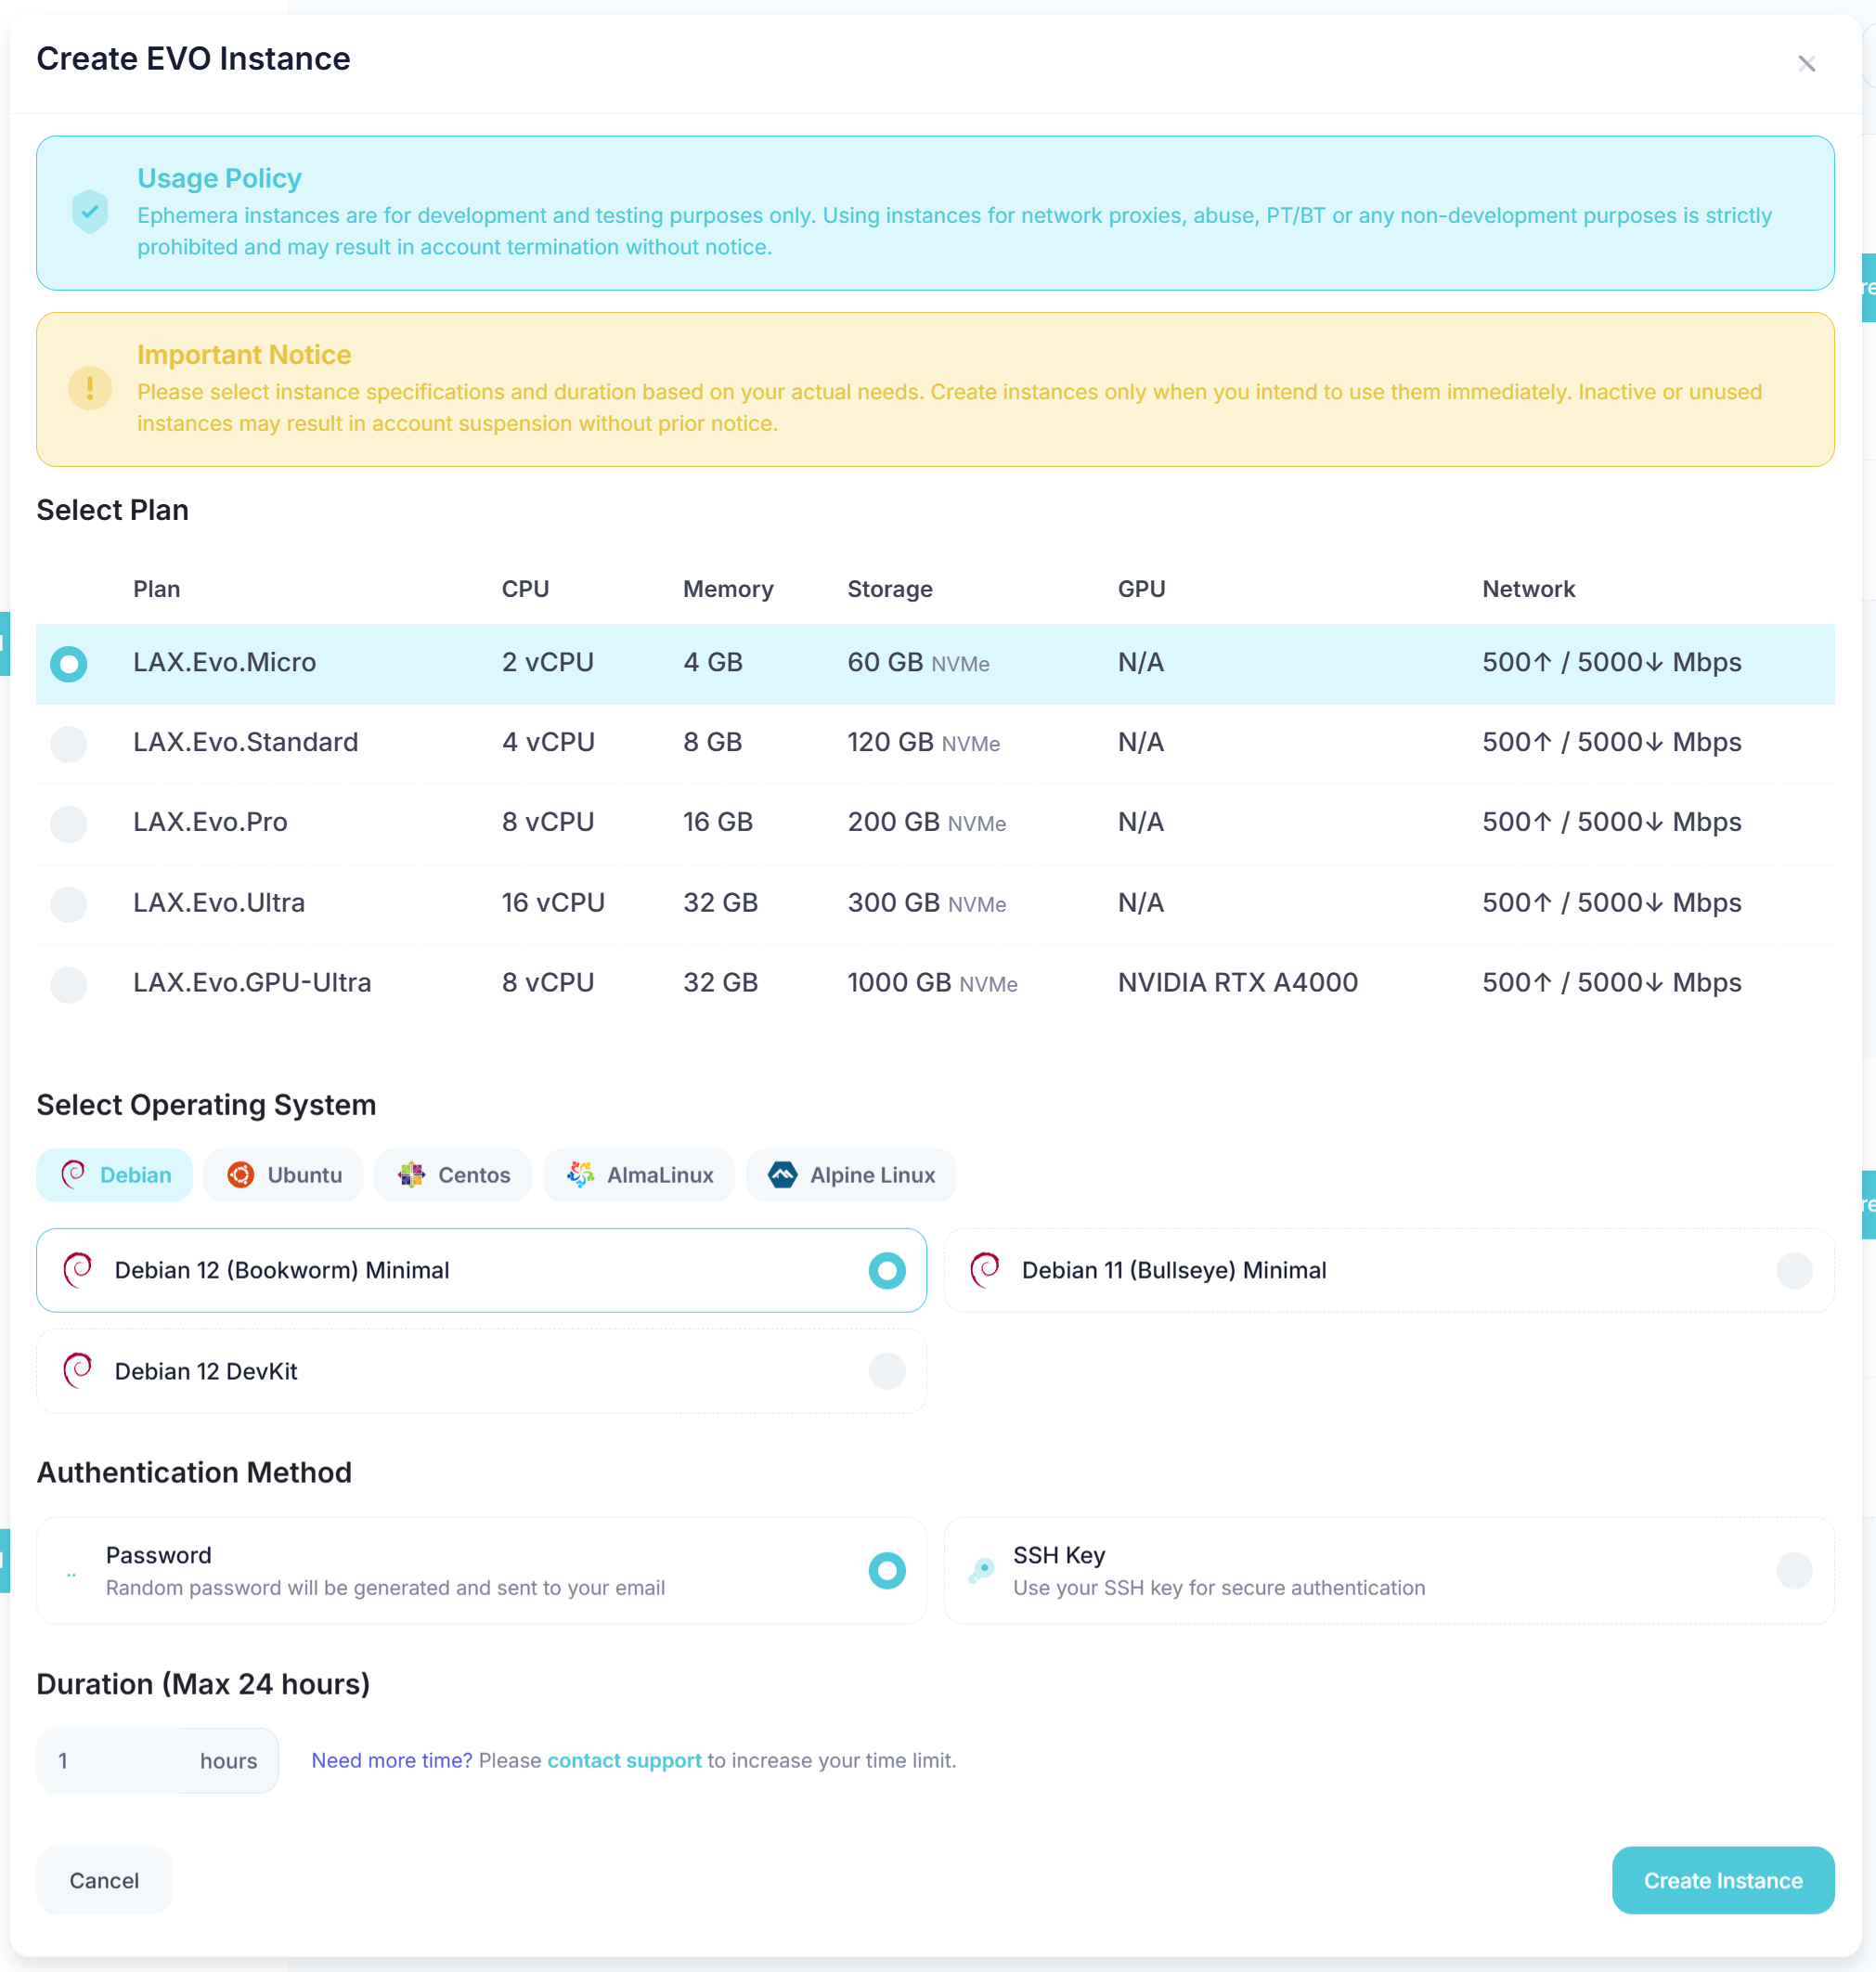 Create EVO Instance
Usage Policy
Ephemera instances are for development and testing purposes only. Using instances for network proxies, abuse, PT/BT or any non-development purposes is strictly
prohibited and may result in account termination without notice.
Important Notice
Please select instance specifications and duration based on your actual needs. Create instances only when you intend to use them immediately. Inactive or unused
instances may result in account suspension without prior notice.
Select Plan
Plan CPU Memory Storage GPU Network
LAX.Evo.Micro 2 vCPU 4 GB 60 GB NVMe N/A 500↑ / 5000↓ Mbps
LAX.Evo.Standard 4 vCPU 8 GB 120 GB NVMe N/A 500↑ / 5000↓ Mbps
LAX.Evo.Pro 8 vCPU 16 GB 200 GB NVMe N/A 500↑ / 5000↓ Mbps
LAX.Evo.Ultra 16 vCPU 32 GB 300 GB NVMe N/A 500↑ / 5000↓ Mbps
LAX.Evo.GPU-Ultra 8 vCPU 32 GB 1000 GB NVMe NVIDIA RTX A4000 500↑ / 5000↓ Mbps
Select Operating System
Debian Ubuntu Centos AlmaLinux Alpine Linux
Debian 12 (Bookworm) Minimal
Debian 11 (Bullseye) Minimal
Debian 12 DevKit
Authentication Method
Password
Random password will be generated and sent to your email
SSH Key
Use your SSH key for secure authentication
Duration (Max 24 hours)
1 hours Need more time? Please contact support to increase your time limit.
Cancel Create Instance